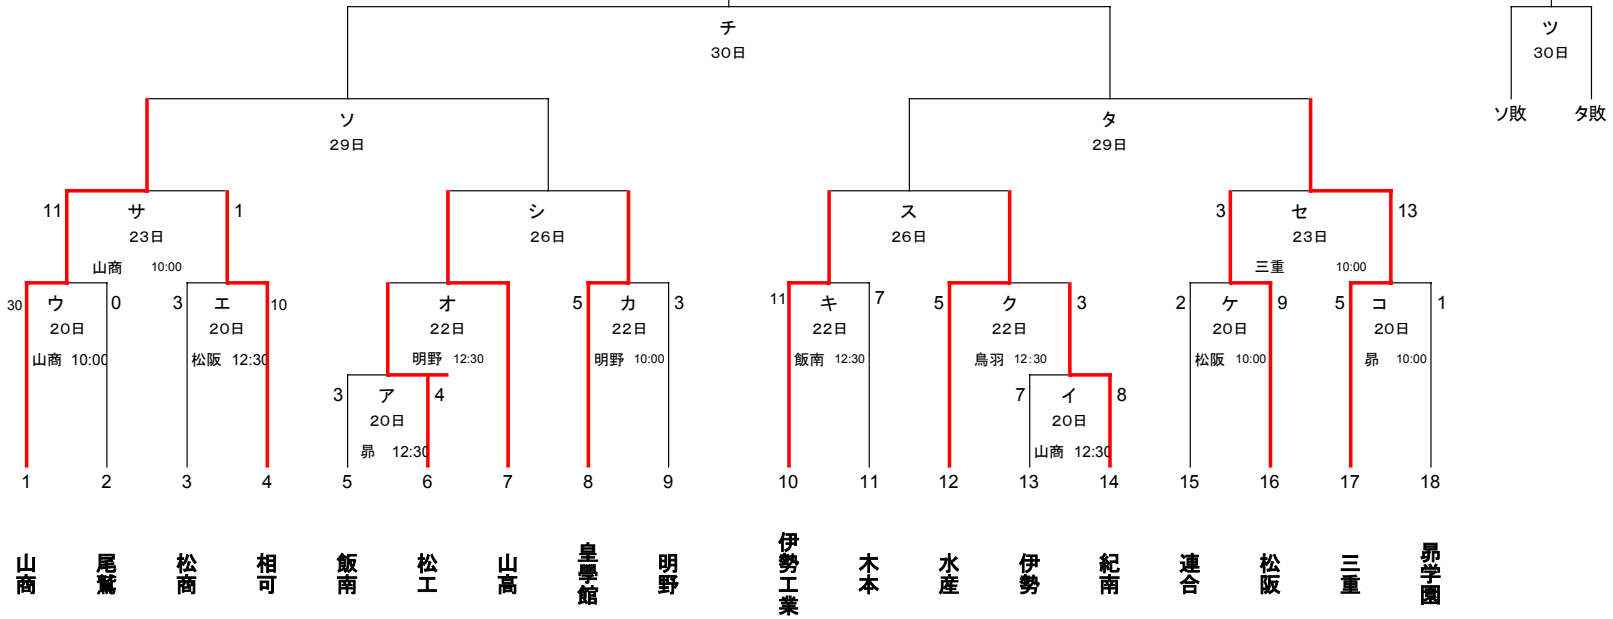 チ
ツ
30日
30日
ソ
タ
ソ敗
タ敗
29日
29日
11
サ
1
シ
ス
3
セ
13
23日
26日
26日
23日
山商 10:00
三重 10:00
30
ウ
0
3
エ
10
オ
5
カ
3
11
キ
7
5
ク
3
2
ケ
9
5
コ
1
20日
20日
22日
22日
22日
22日
20日
20日
山商 10:00
松阪 12:30
明野 12:30
明野 10:00
飯南 12:30
鳥羽 12:30
松阪 10:00
昴 10:00
3
ア
4
7
イ
8
20日
20日
昴 12:30
山商 12:30
1
2
3
4
5
6
7
8
9
10
11
12
13
14
15
16
17
18
山商
尾鷲
松商
相可
飯南
松工
山高
皇學館
明野
伊勢工業
木本
水産
伊勢
紀南
連合
松阪
三重
昴学園